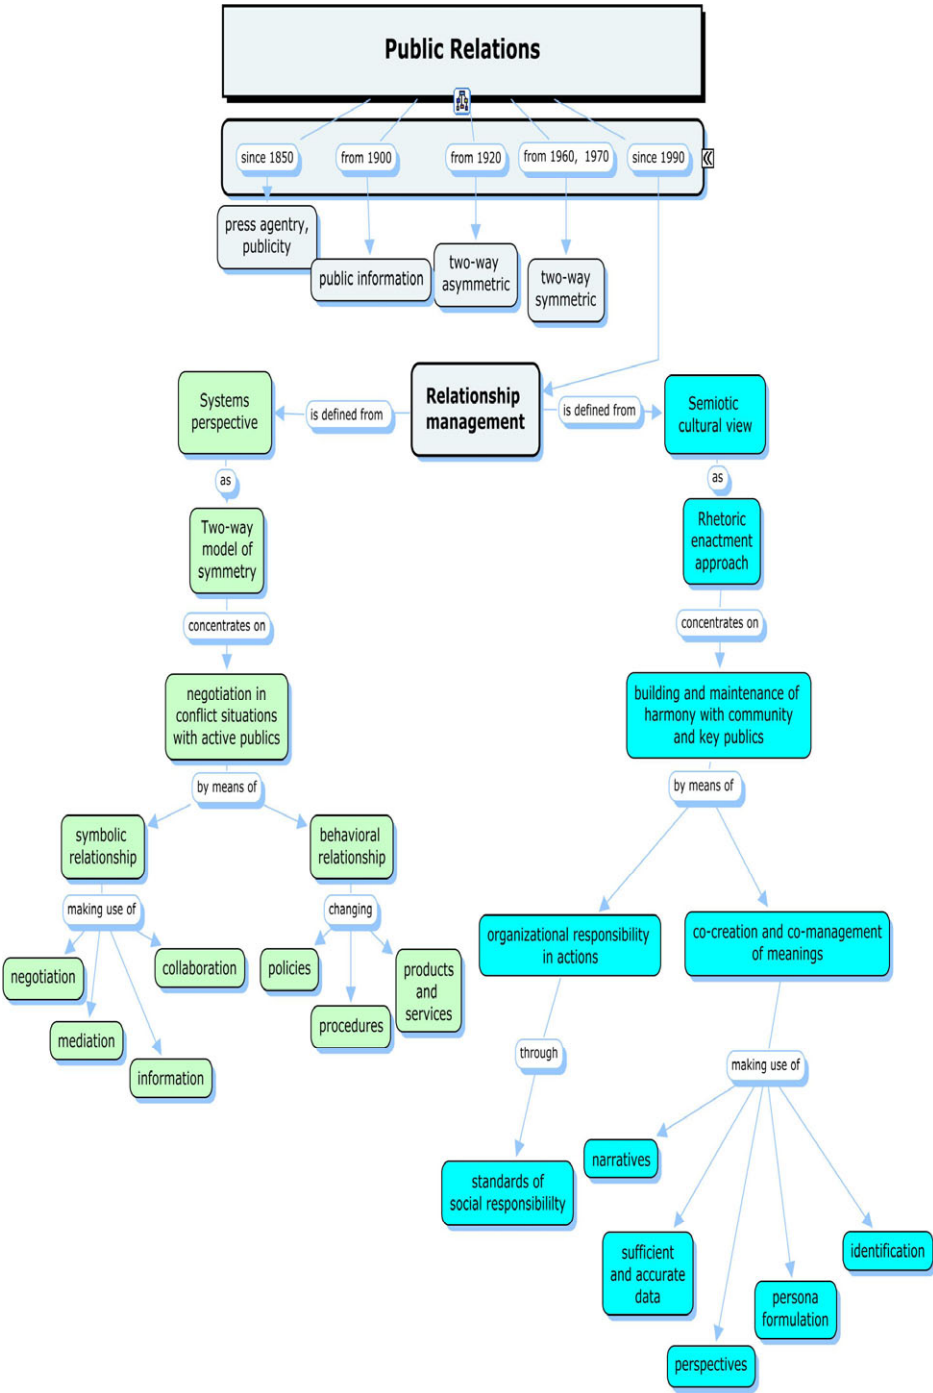 Public Relations
since 1850
from 1900
from 1920
from 1960, 1970
since 1990
press agentry,
publicity
public information
two-way
asymmetric
two-way
symmetric
Relationship
management
is defined from
is defined from
Systems
perspective
as
Two-way
model of
symmetry
concentrates on
negotiation in
conflict situations
with active publics
by means of
symbolic
relationship
making use of
negotiation
mediation
information
collaboration
behavioral
relationship
changing
policies
procedures
products
and
services
Semiotic
cultural view
as
Rhetoric
enactment
approach
concentrates on
building and maintenance of
harmony with community
and key publics
by means of
organizational responsibility
in actions
through
standards of
social responsibililty
co-creation and co-management
of meanings
making use of
narratives
sufficient
and accurate
data
perspectives
persona
formulation
identification